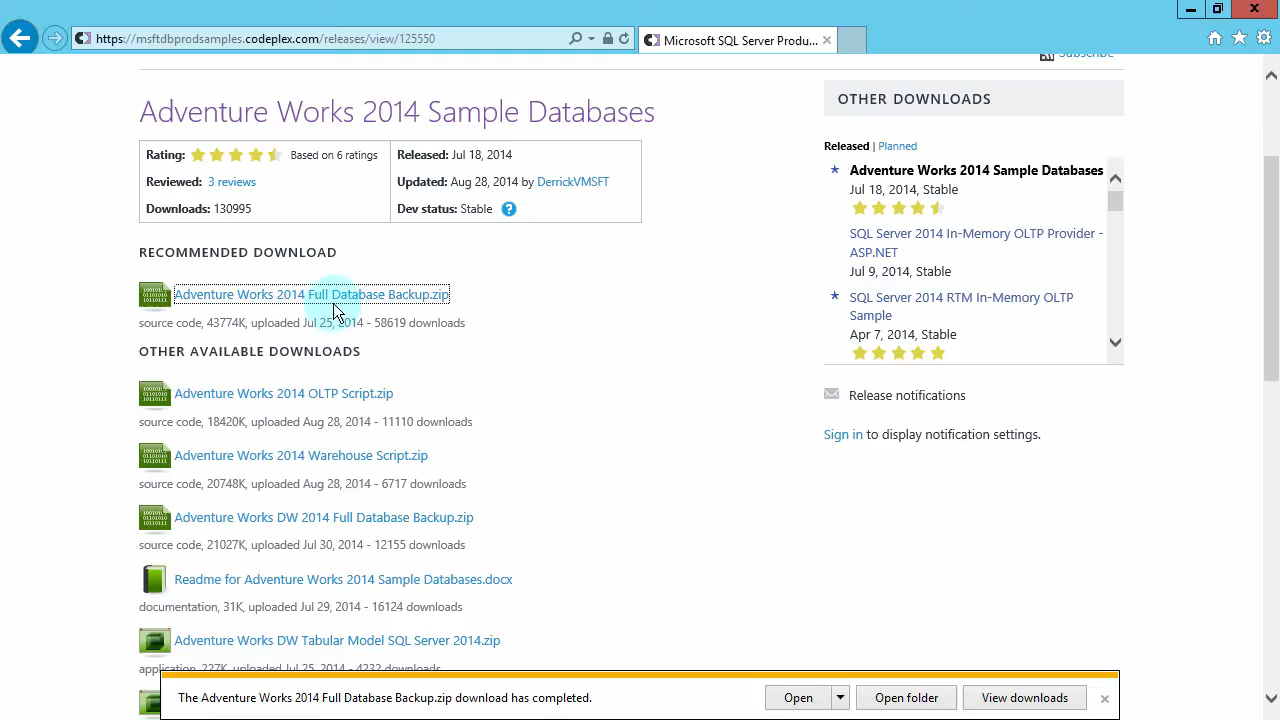 https://msftdbprodsamples.codeplex.com/releases/view/125550
Microsoft SQL Server Produ...
Subscribe
Adventure Works 2014 Sample Databases
Rating: Based on 6 ratings
Reviewed: 3 reviews
Downloads: 130995
Released: Jul 18, 2014
Updated: Aug 28, 2014 by DerrickVMSFT
Dev status: Stable ?
RECOMMENDED DOWNLOAD
Adventure Works 2014 Full Database Backup.zip
source code, 43774K, uploaded Jul 25, 2014 - 58619 downloads
OTHER AVAILABLE DOWNLOADS
Adventure Works 2014 OLTP Script.zip
source code, 18420K, uploaded Aug 28, 2014 - 11110 downloads
Adventure Works 2014 Warehouse Script.zip
source code, 20748K, uploaded Aug 28, 2014 - 6717 downloads
Adventure Works DW 2014 Full Database Backup.zip
source code, 21027K, uploaded Jul 30, 2014 - 12155 downloads
Readme for Adventure Works 2014 Sample Databases.docx
documentation, 31K, uploaded Jul 29, 2014 - 16124 downloads
Adventure Works DW Tabular Model SQL Server 2014.zip
application, 227K, uploaded Jul 25, 2014 - 4232 downloads
OTHER DOWNLOADS
Released | Planned
Adventure Works 2014 Sample Databases
Jul 18, 2014, Stable
SQL Server 2014 In-Memory OLTP Provider -
ASP.NET
Jul 9, 2014, Stable
SQL Server 2014 RTM In-Memory OLTP
Sample
Apr 7, 2014, Stable
Release notifications
Sign in to display notification settings.
The Adventure Works 2014 Full Database Backup.zip download has completed.
Open
Open folder
View downloads